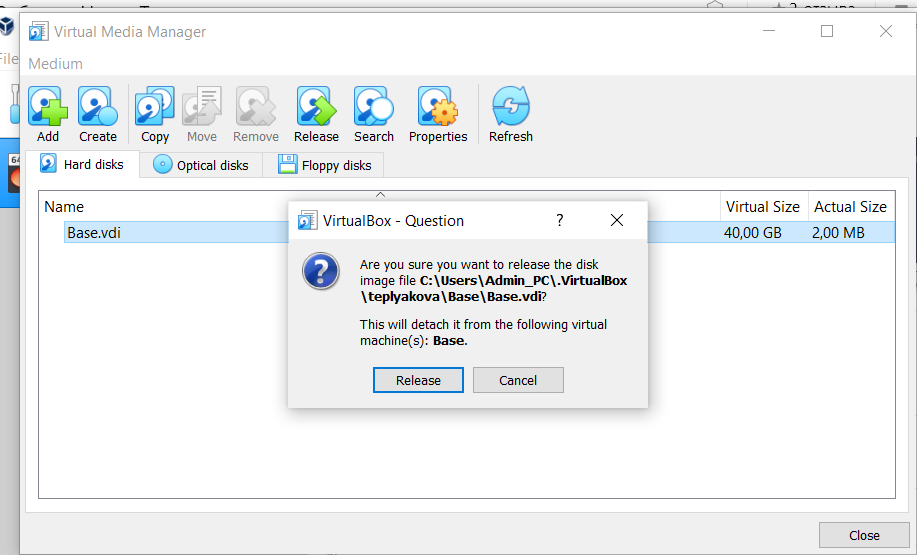 Virtual Media Manager
File
Medium
Add Create Copy Move Remove Release Search Properties Refresh
64
Hard disks Optical disks Floppy disks
Name Virtual Size Actual Size
Base.vdi 40,00 GB 2,00 MB
VirtualBox - Question ?
Are you sure you want to release the disk
image file C:\Users\Admin_PC\.VirtualBox
\teplyakova\Base\Base.vdi?
This will detach it from the following virtual
machine(s): Base.
Release Cancel
Close